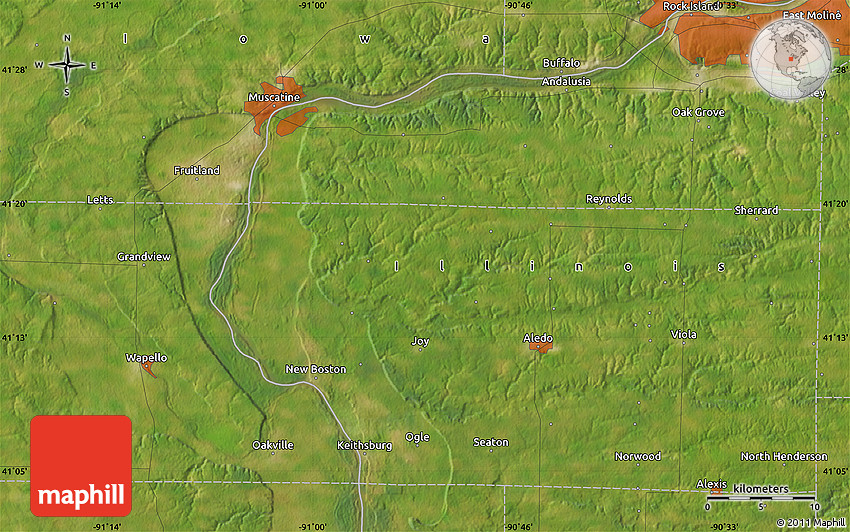 -91°14'
-91°00'
-90°46'
-90°33'
Rock Island
East Moline
I o w a
N
W E
S
41°28'
41°28'
Buffalo
Andalusia
Muscatine
Oak Grove
Fruitland
Letts
41°20'
41°20'
Reynolds
Sherrard
Grandview
I l l i n o i s
41°13'
41°13'
Joy
Aledo
Viola
Wapello
New Boston
Oakville
Keithsburg
Ogle
Seaton
Norwood
North Henderson
41°05'
41°05'
Alexis
maphill
kilometers
0 5 10
-91°14'
-91°00'
-90°46'
-90°33'
© 2011 Maphill